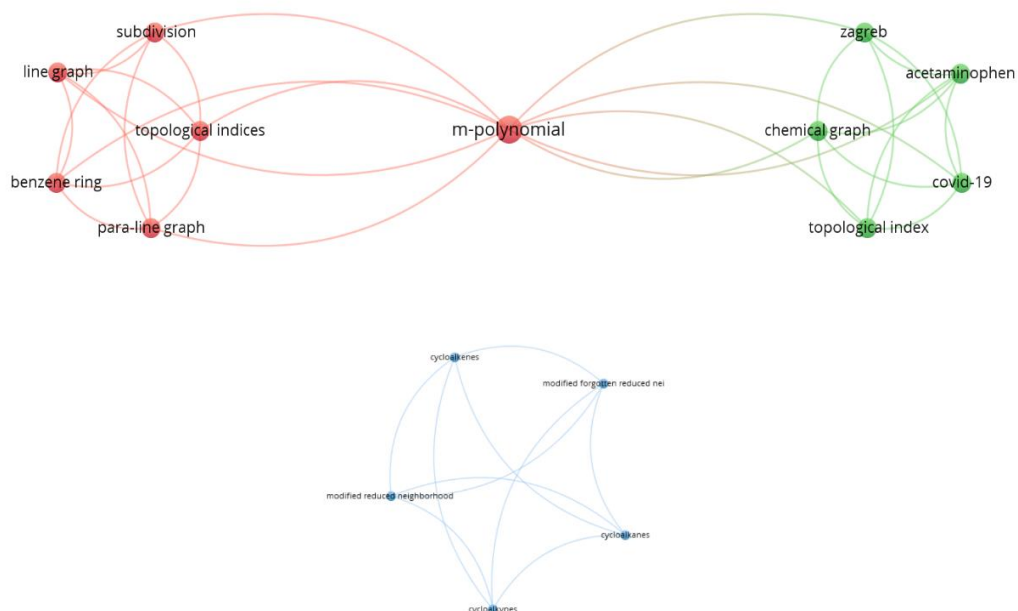 subdivision
zagreb
line graph
acetaminophen
topological indices
m-polynomial
chemical graph
benzene ring
covid-19
para-line graph
topological index
cycloalkenes
modified forgotten reduced nei
modified reduced neighborhood
cycloalkanes
cycloalkynes